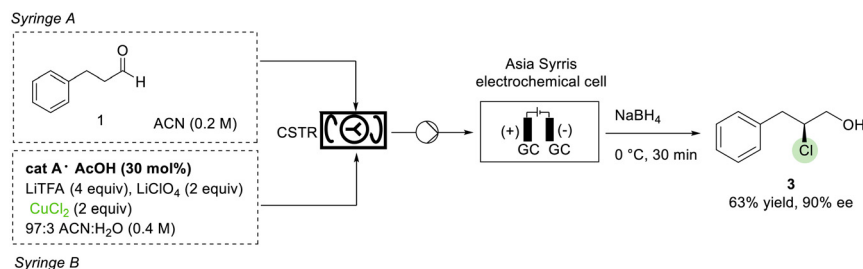 Syringe A
O
H
1
ACN (0.2 M)
cat A· AcOH (30 mol%)
LiTFA (4 equiv), LiClO₄ (2 equiv)
CuCl₂ (2 equiv)
97:3 ACN:H₂O (0.4 M)
Syringe B
CSTR
Asia Syrris
electrochemical cell
(+) (-)
GC GC
NaBH₄
0 °C, 30 min
OH
Cl
3
63% yield, 90% ee